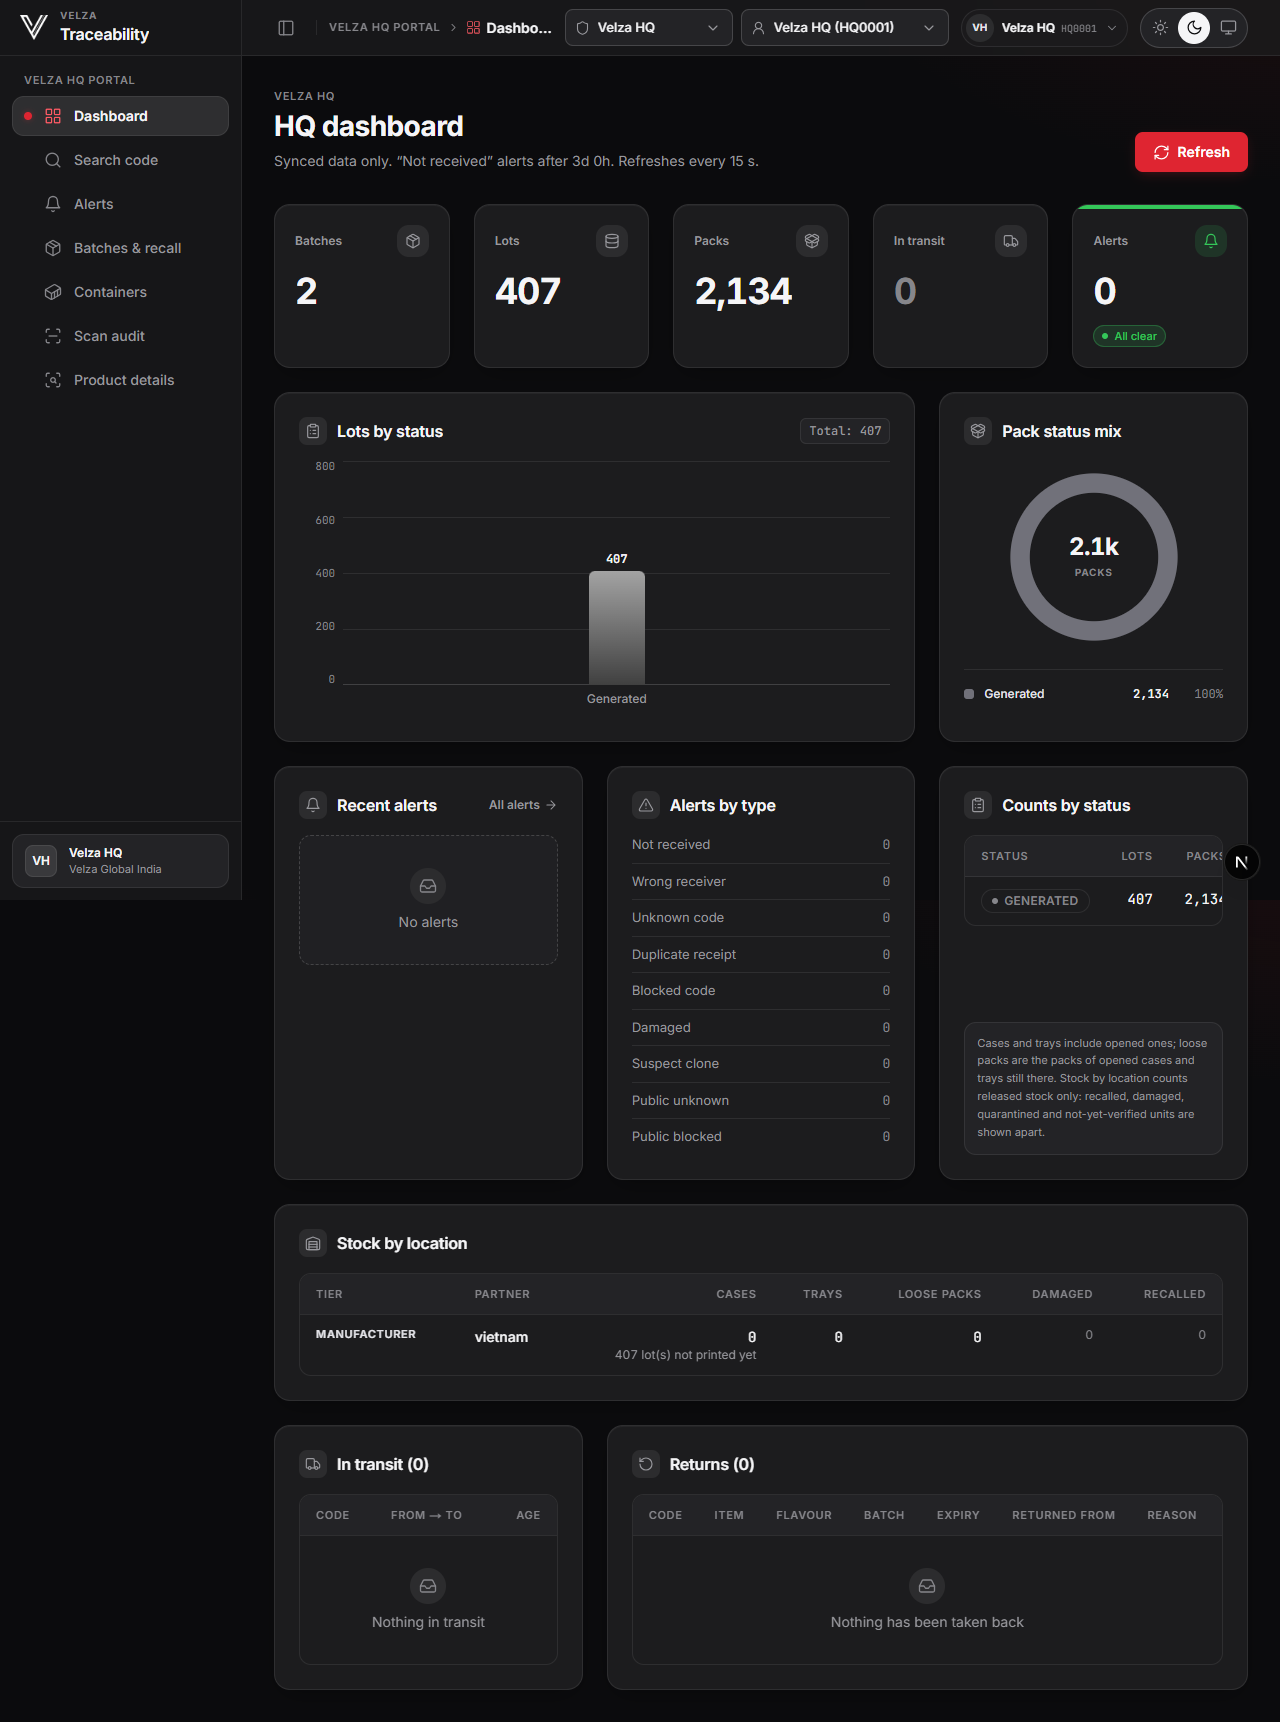 VELZA
Traceability
VELZA HQ PORTAL
Dashboard
Search code
Alerts
Batches & recall
Containers
Scan audit
Product details
VH
Velza HQ
Velza Global India
VELZA HQ PORTAL > Dashbo...
Velza HQ
Velza HQ (HQ0001)
VH Velza HQ HQ0001
VELZA HQ
HQ dashboard
Synced data only. “Not received” alerts after 3d 0h. Refreshes every 15 s.
Refresh
Batches
2
Lots
407
Packs
2,134
In transit
0
Alerts
0
All clear
Lots by status
Total: 407
800
600
400
200
0
407
Generated
Pack status mix
2.1k
PACKS
Generated 2,134 100%
Recent alerts
All alerts →
No alerts
Alerts by type
Not received 0
Wrong receiver 0
Unknown code 0
Duplicate receipt 0
Blocked code 0
Damaged 0
Suspect clone 0
Public unknown 0
Public blocked 0
Counts by status
STATUS LOTS PACKS
GENERATED 407 2,134
N
Cases and trays include opened ones; loose
packs are the packs of opened cases and
trays still there. Stock by location counts
released stock only: recalled, damaged,
quarantined and not-yet-verified units are
shown apart.
Stock by location
TIER PARTNER CASES TRAYS LOOSE PACKS DAMAGED RECALLED
MANUFACTURER vietnam 0 0 0 0 0
407 lot(s) not printed yet
In transit (0)
CODE FROM → TO AGE
Nothing in transit
Returns (0)
CODE ITEM FLAVOUR BATCH EXPIRY RETURNED FROM REASON
Nothing has been taken back